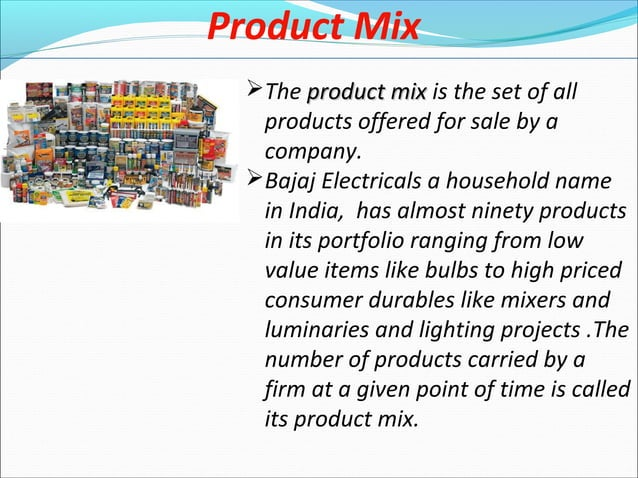 Product Mix
➢The product mix is the set of all
products offered for sale by a
company.
➢Bajaj Electricals a household name
in India, has almost ninety products
in its portfolio ranging from low
value items like bulbs to high priced
consumer durables like mixers and
luminaries and lighting projects .The
number of products carried by a
firm at a given point of time is called
its product mix.